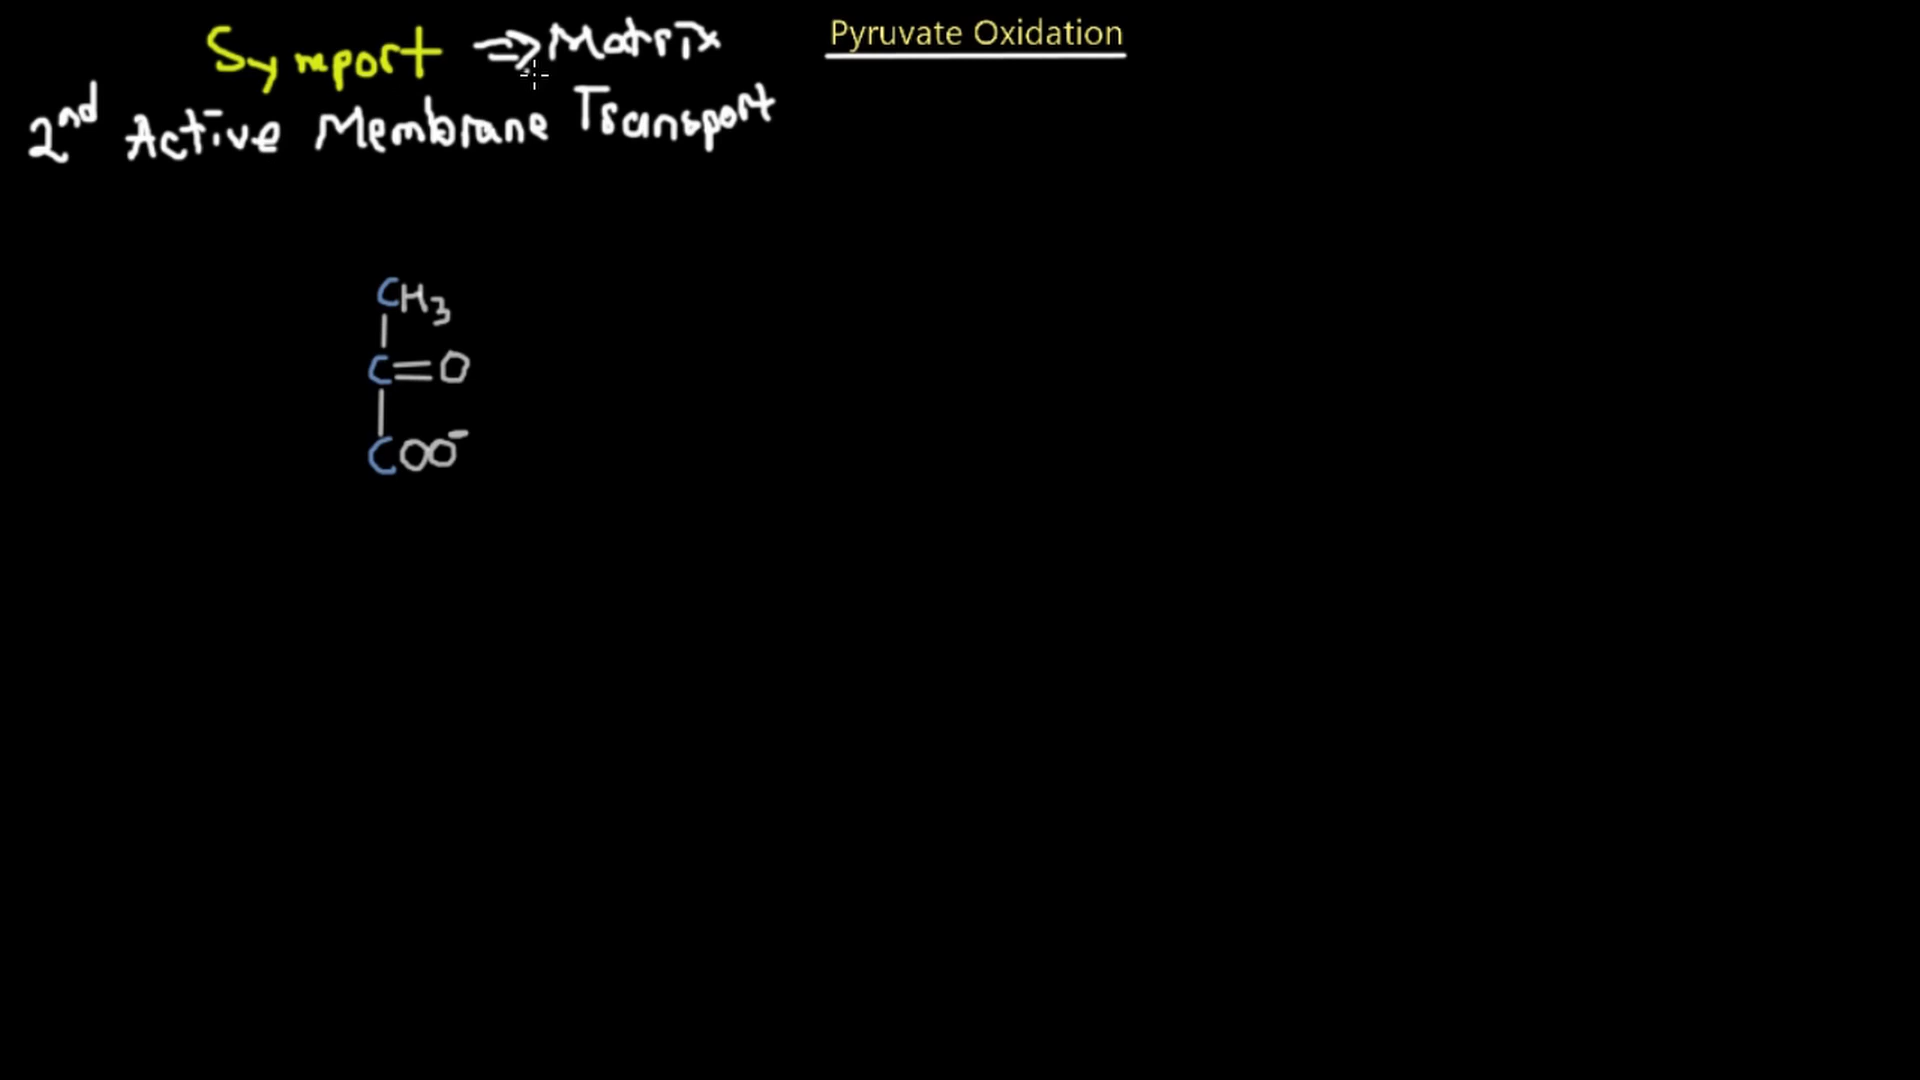 Symport => Matrix
Pyruvate Oxidation
2nd Active Membrane Transport
CH3
C=O
COO-